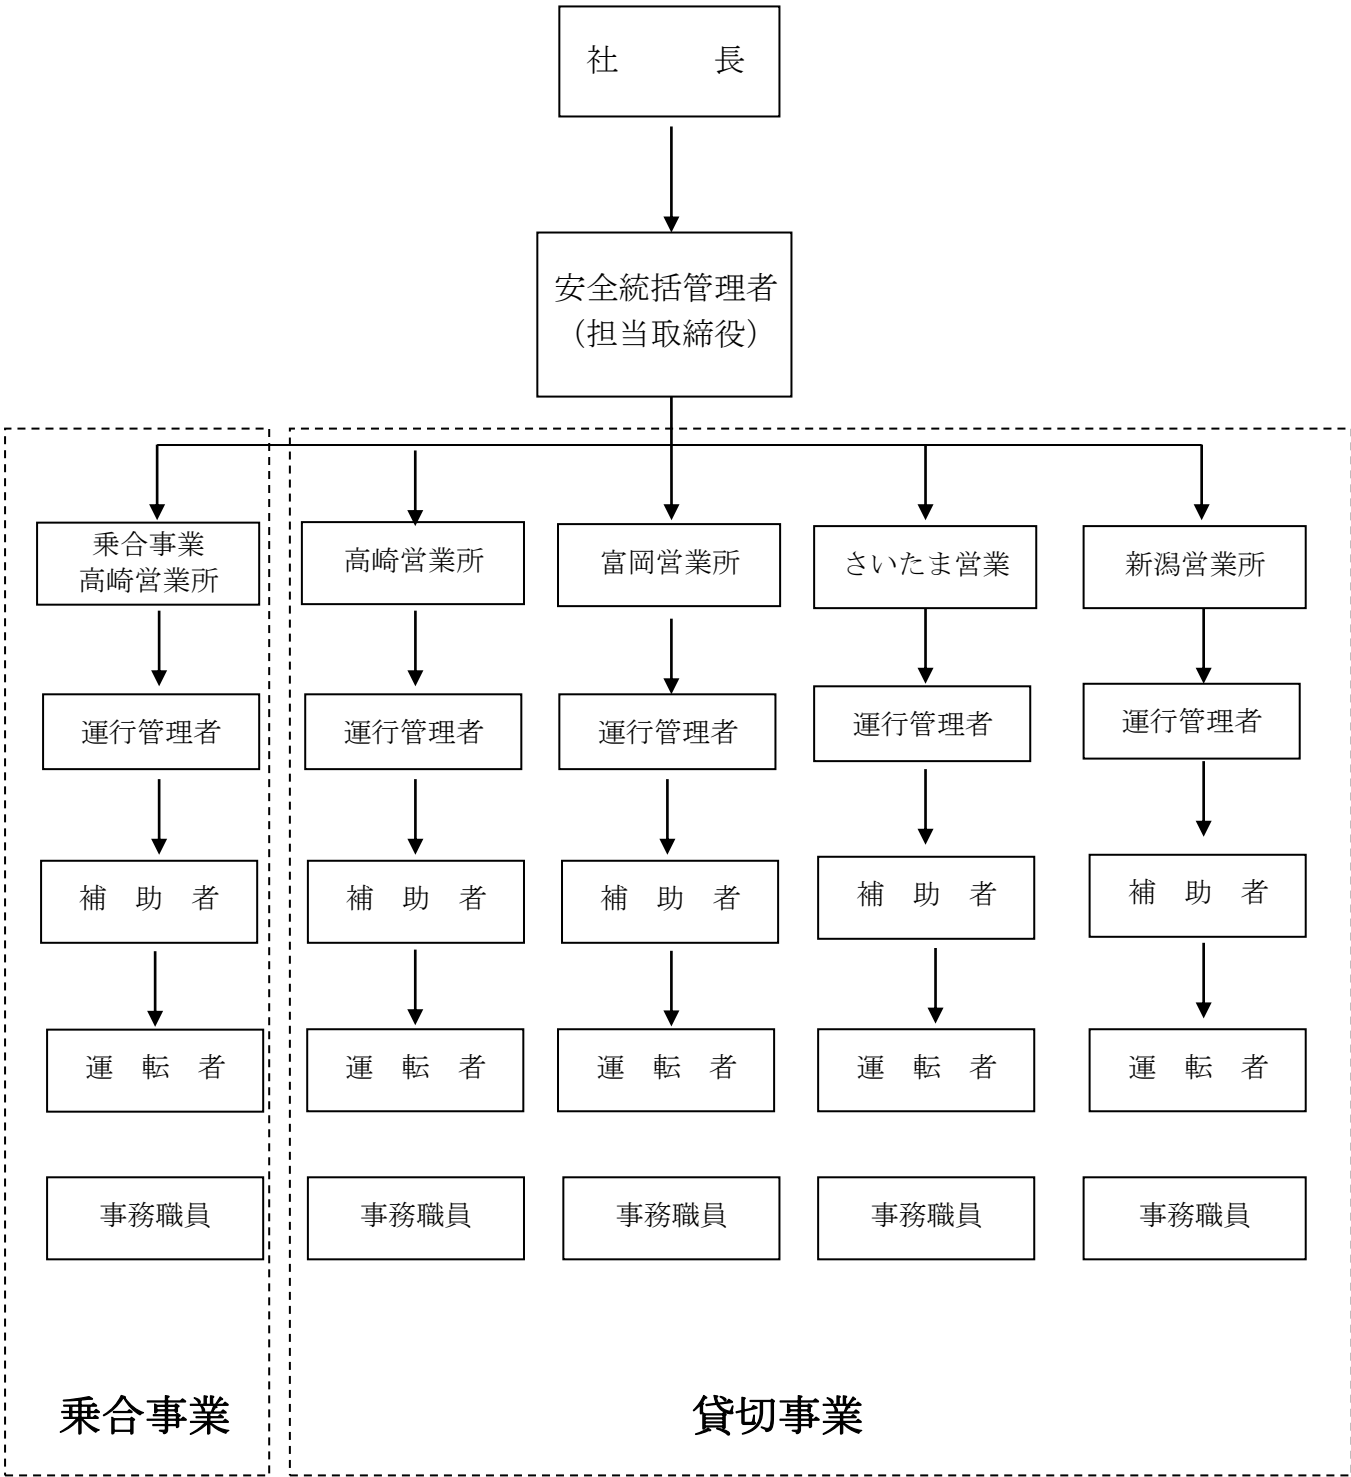 社　　　長
安全統括管理者
（担当取締役）
乗合事業
高崎営業所
高崎営業所
富岡営業所
さいたま営業
新潟営業所
運行管理者
運行管理者
運行管理者
運行管理者
運行管理者
補　助　者
補　助　者
補　助　者
補　助　者
補　助　者
運　転　者
運　転　者
運　転　者
運　転　者
運　転　者
事務職員
事務職員
事務職員
事務職員
事務職員
乗合事業
貸切事業